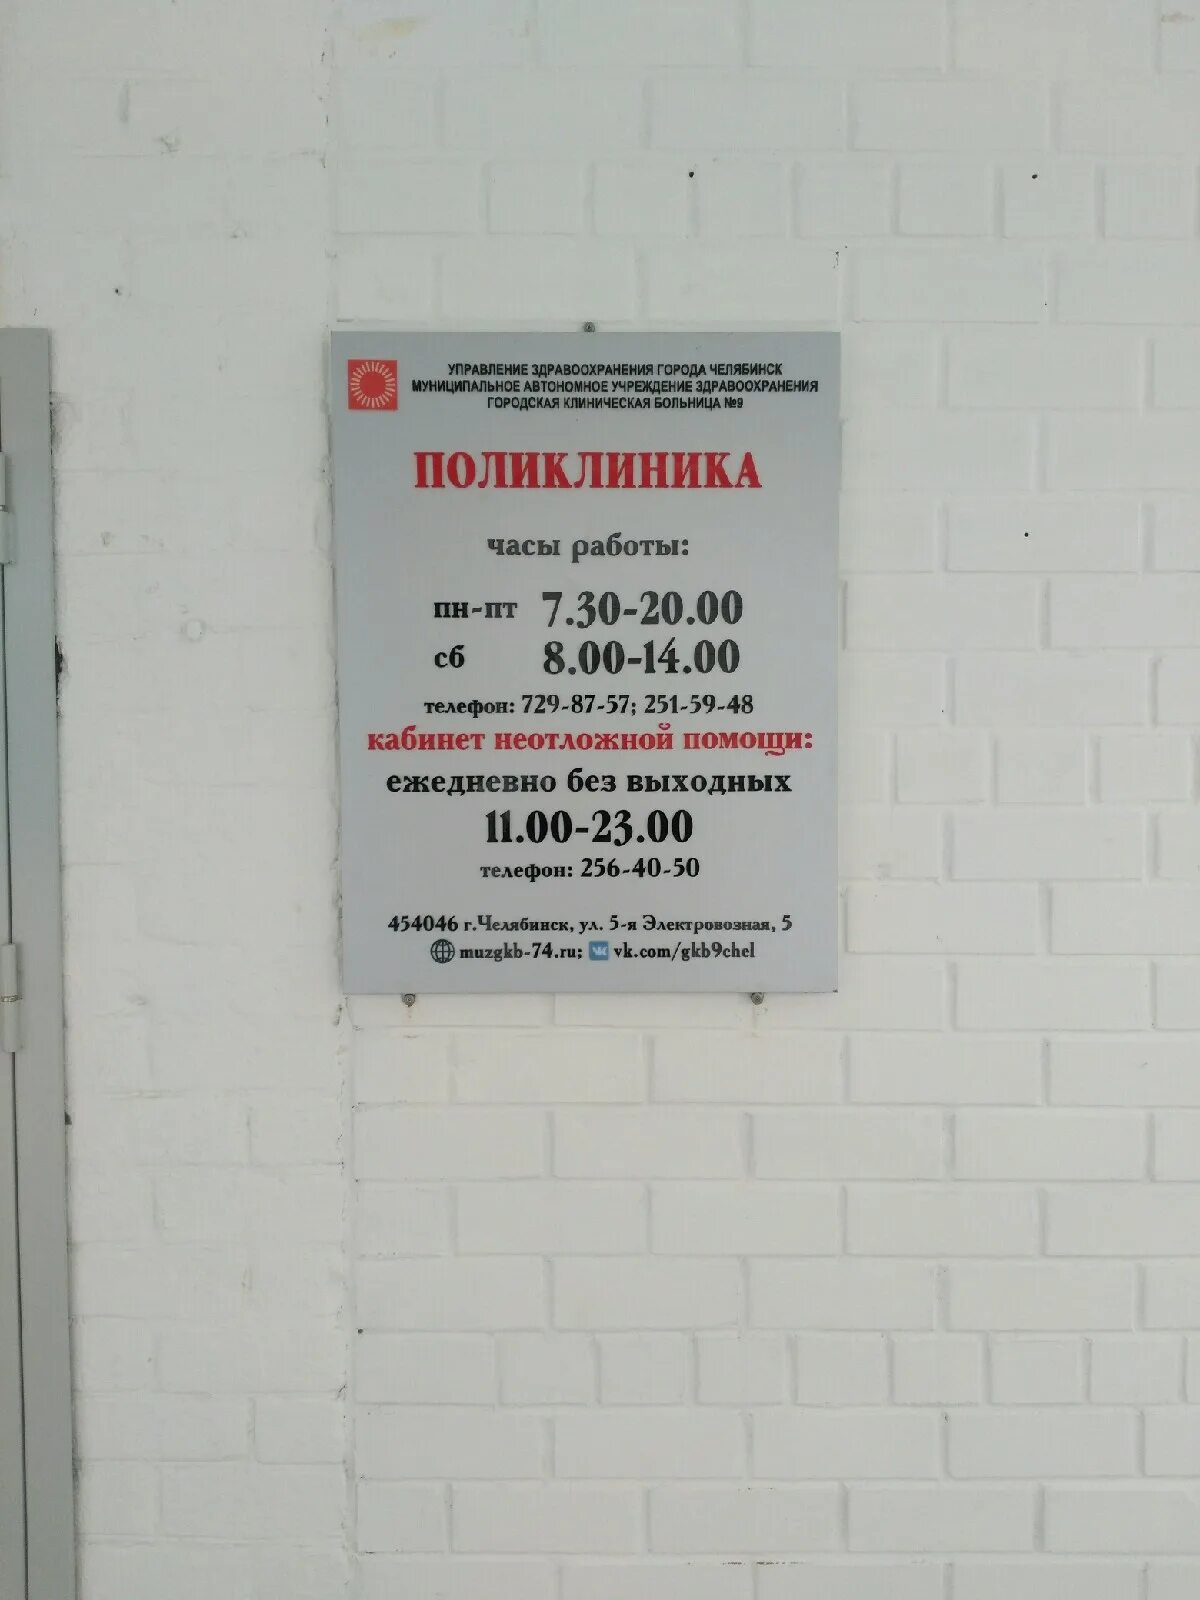 УПРАВЛЕНИЕ ЗДРАВООХРАНЕНИЯ ГОРОДА ЧЕЛЯБИНСК
МУНИЦИПАЛЬНОЕ АВТОНОМНОЕ УЧРЕЖДЕНИЕ ЗДРАВООХРАНЕНИЯ
ГОРОДСКАЯ КЛИНИЧЕСКАЯ БОЛЬНИЦА №9
ПОЛИКЛИНИКА
часы работы:
пн-пт 7.30-20.00
сб 8.00-14.00
телефон: 729-87-57; 251-59-48
кабинет неотложной помощи:
ежедневно без выходных
11.00-23.00
телефон: 256-40-50
454046 г.Челябинск, ул. 5-я Электровозная, 5
muzgkb-74.ru; vk.com/gkb9chel